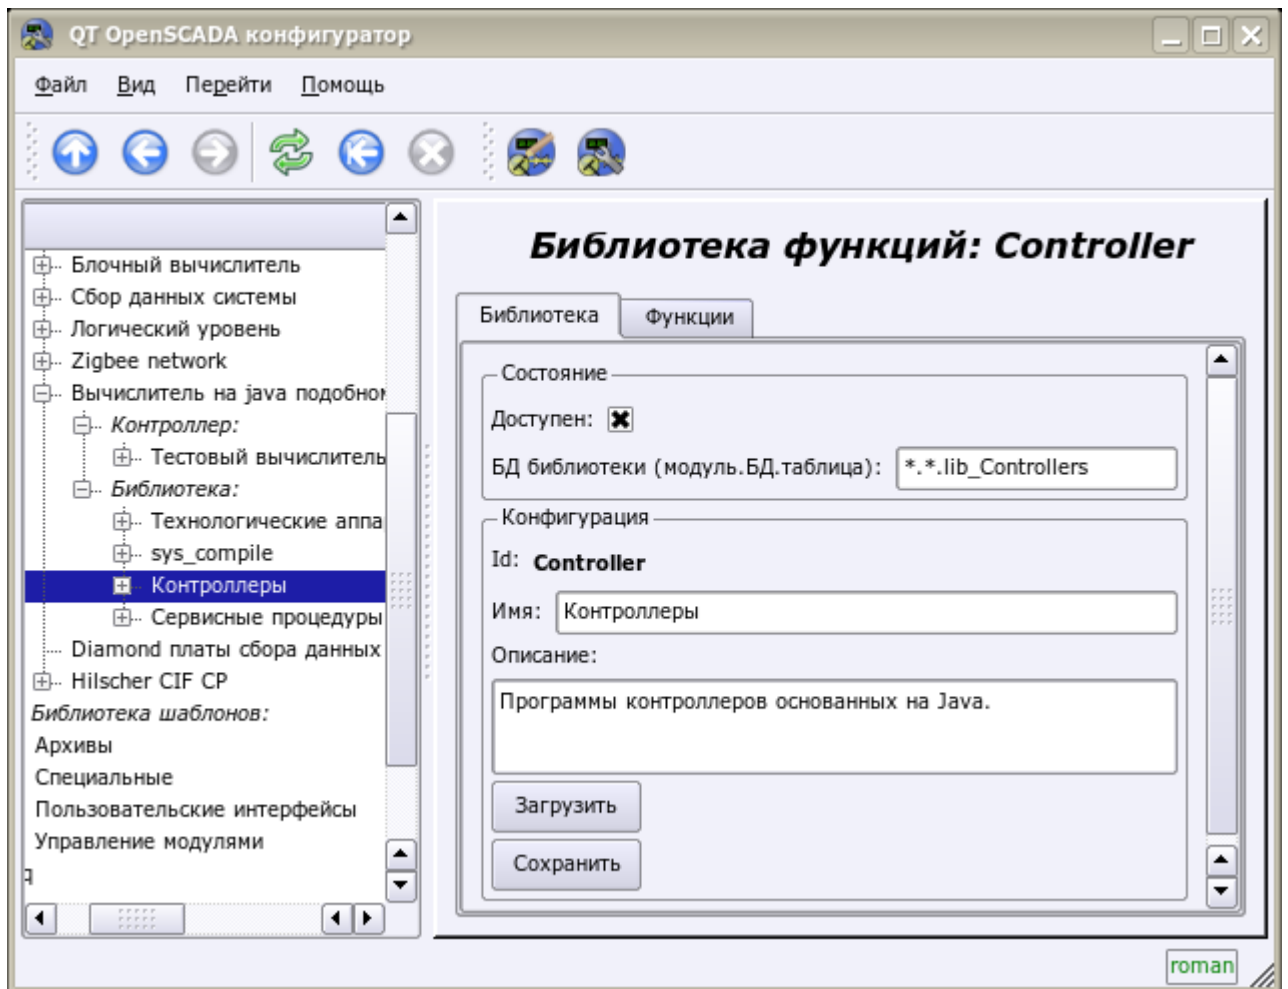 QT OpenSCADA конфигуратор
Файл Вид Перейти Помощь
Блочный вычислитель
Сбор данных системы
Логический уровень
Zigbee network
Вычислитель на java подобном
Контроллер:
Тестовый вычислитель
Библиотека:
Технологические аппа
sys_compile
Контроллеры
Сервисные процедуры
Diamond платы сбора данных
Hilscher CIF CP
Библиотека шаблонов:
Архивы
Специальные
Пользовательские интерфейсы
Управление модулями
Библиотека функций: Controller
Библиотека Функции
Состояние
Доступен:
БД библиотеки (модуль.БД.таблица): *.*.lib_Controllers
Конфигурация
Id: Controller
Имя: Контроллеры
Описание:
Программы контроллеров основанных на Java.
Загрузить
Сохранить
roman